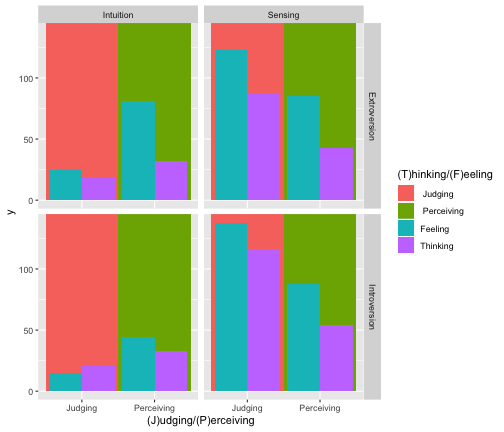 Intuition
Sensing
100
50
0
Extroversion
100
50
0
Introversion
y
Judging
Perceiving
Judging
Perceiving
(J)udging/(P)erceiving
(T)hinking/(F)eeling
Judging
Perceiving
Feeling
Thinking